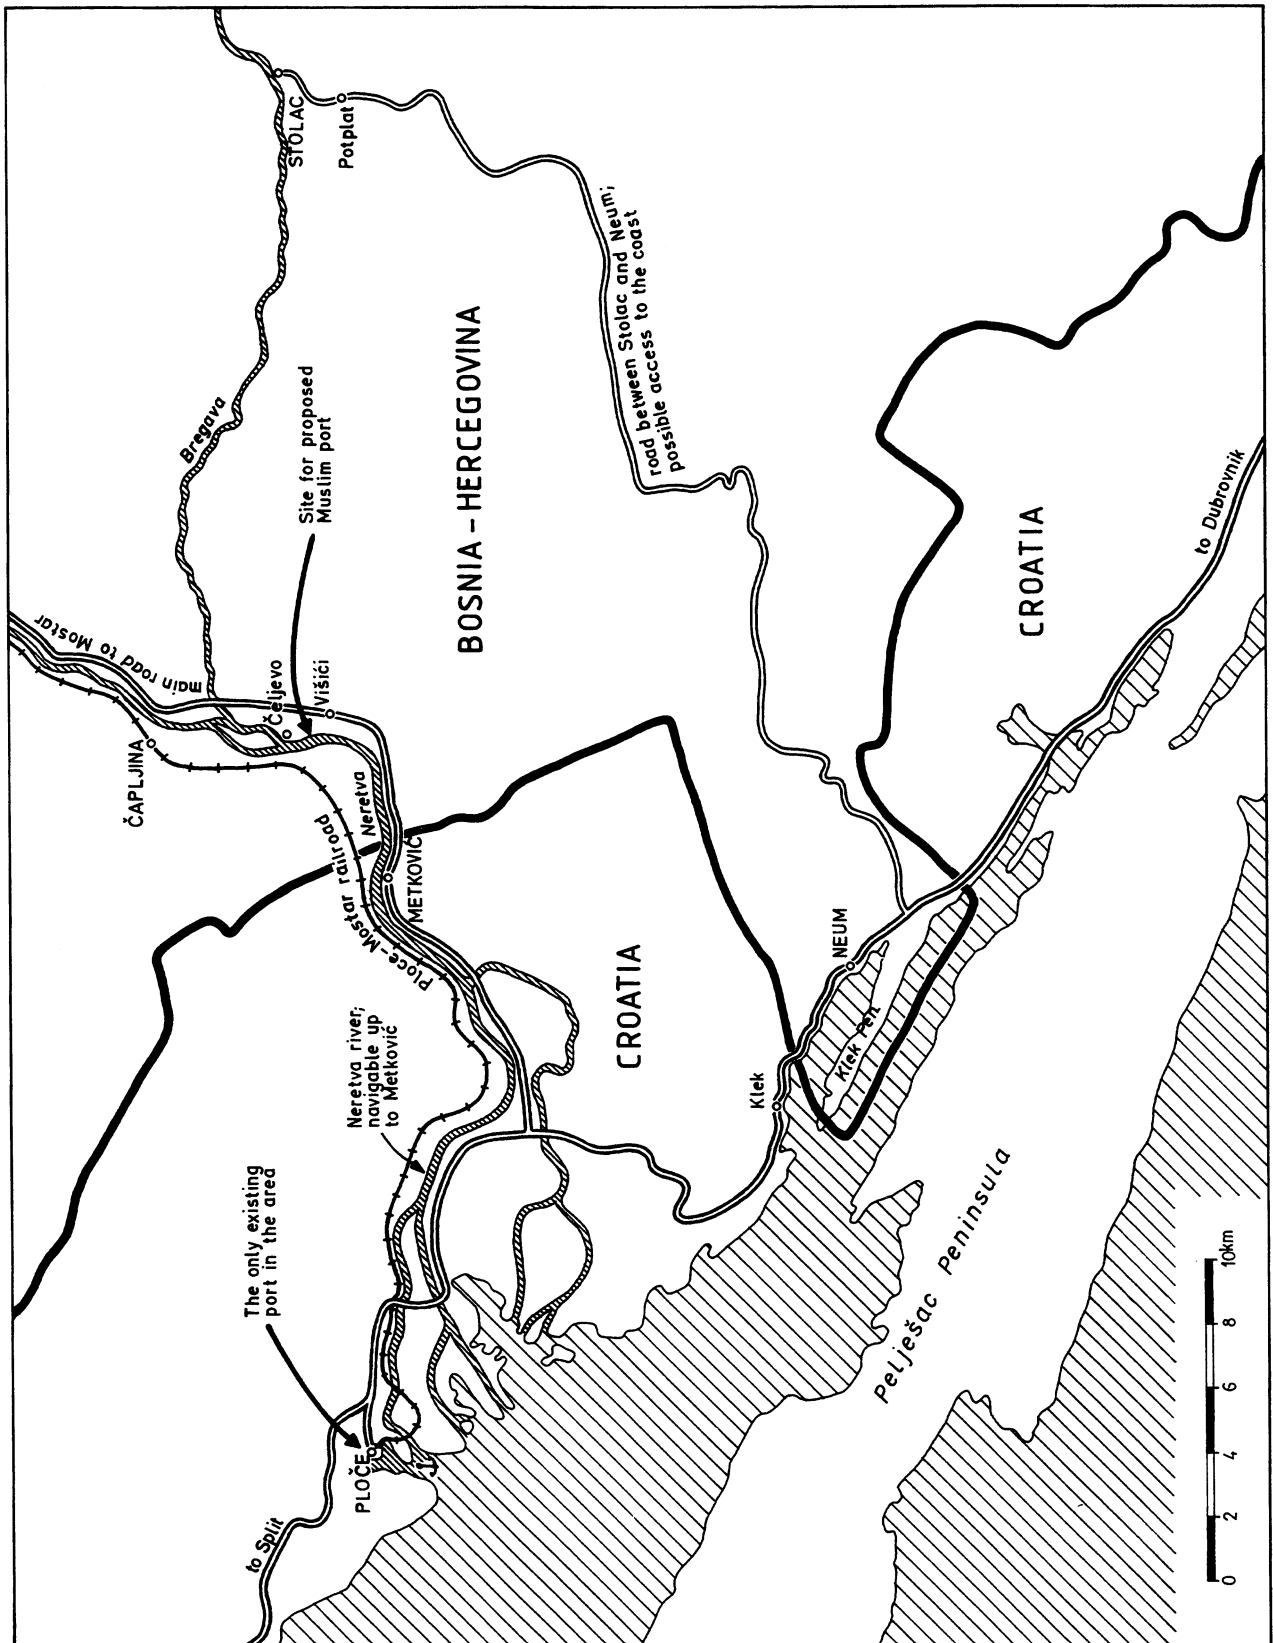 to Split
PLOČE
The only existing
port in the area
Neretva river;
navigable up
to Metković
Ploče-Mostar railroad
Neretva
METKOVIĆ
ČAPLJINA
main road to Mostar
Čeljevo
Višići
Site for proposed
Muslim port
Bregava
STOLAC
Potplat
BOSNIA – HERCEGOVINA
road between Stolac and Neum;
possible access to the coast
CROATIA
Klek
NEUM
Klek Pen.
CROATIA
to Dubrovnik
Pelješac Peninsula
0 2 4 6 8 10km